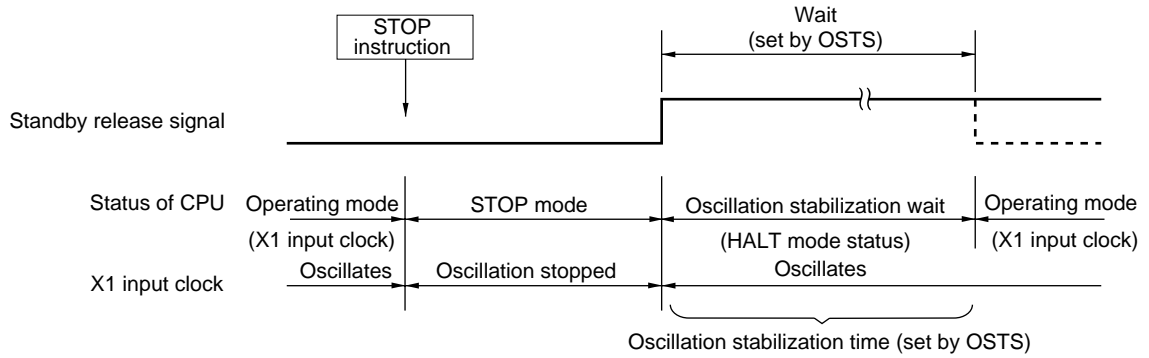 STOP
instruction
Wait
(set by OSTS)
Standby release signal
Status of CPU
Operating mode
(X1 input clock)
STOP mode
Oscillation stabilization wait
(HALT mode status)
Operating mode
(X1 input clock)
X1 input clock
Oscillates
Oscillation stopped
Oscillates
Oscillation stabilization time (set by OSTS)